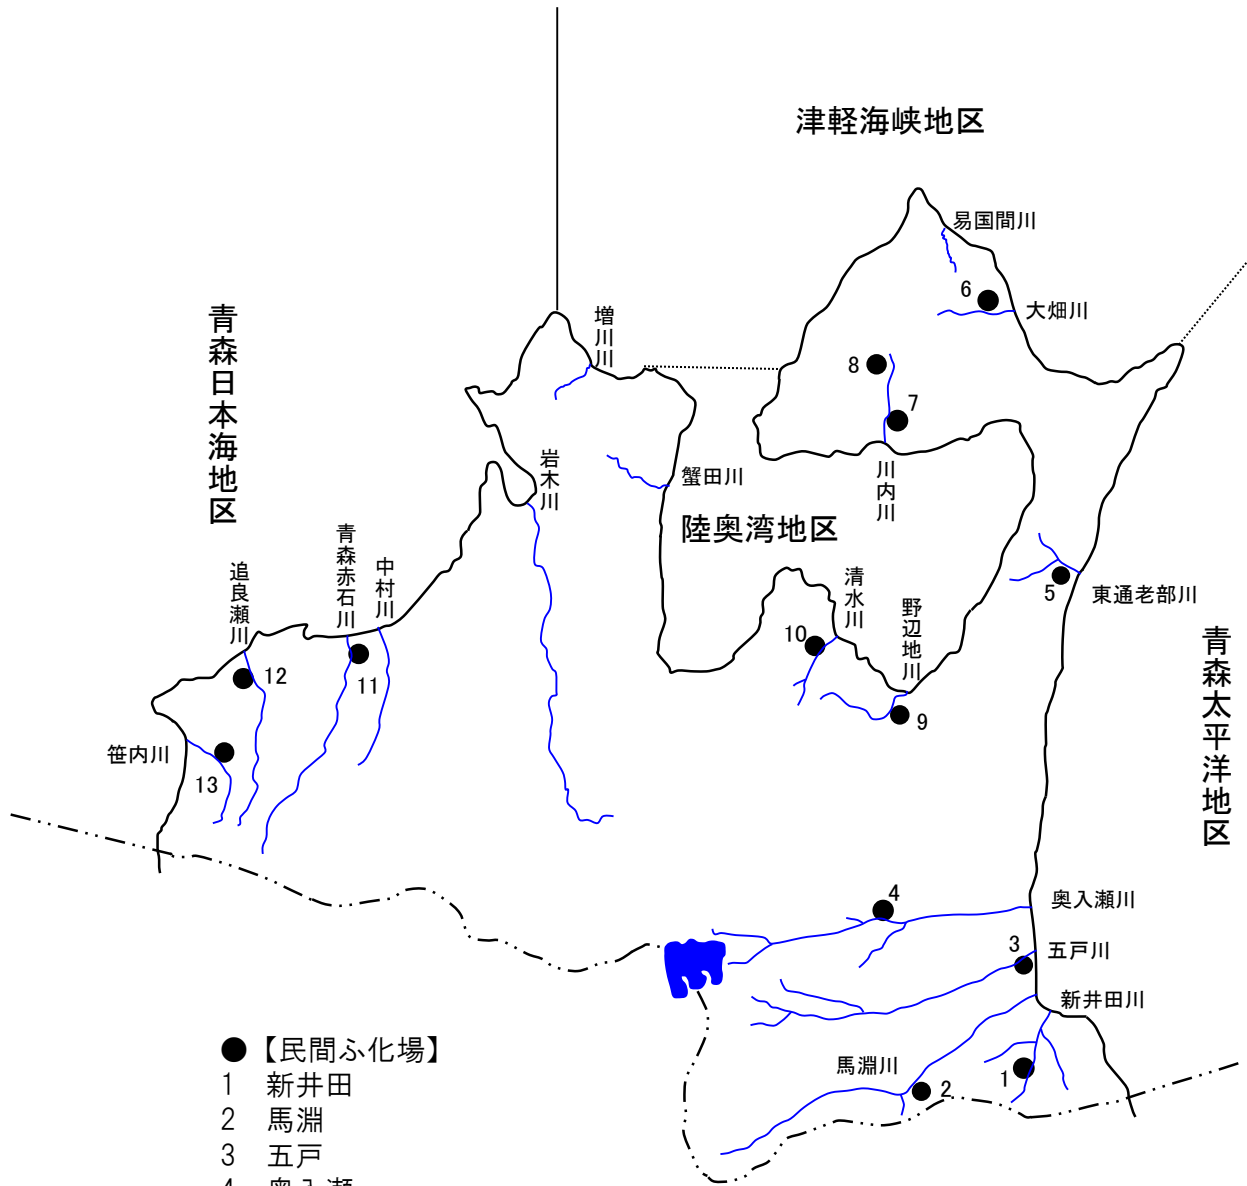 津軽海峡地区
易国間川
6
大畑川
青森日本海地区
増川川
8
7
川内川
岩木川
蟹田川
陸奥湾地区
青森赤石川
中村川
追良瀬川
清水川
野辺地川
5
東通老部川
青森太平洋地区
10
12
11
9
笹内川
13
4
奥入瀬川
3
五戸川
新井田川
馬淵川
1
2
●【民間ふ化場】
1 新井田
2 馬淵
3 五戸
4 奥入瀬